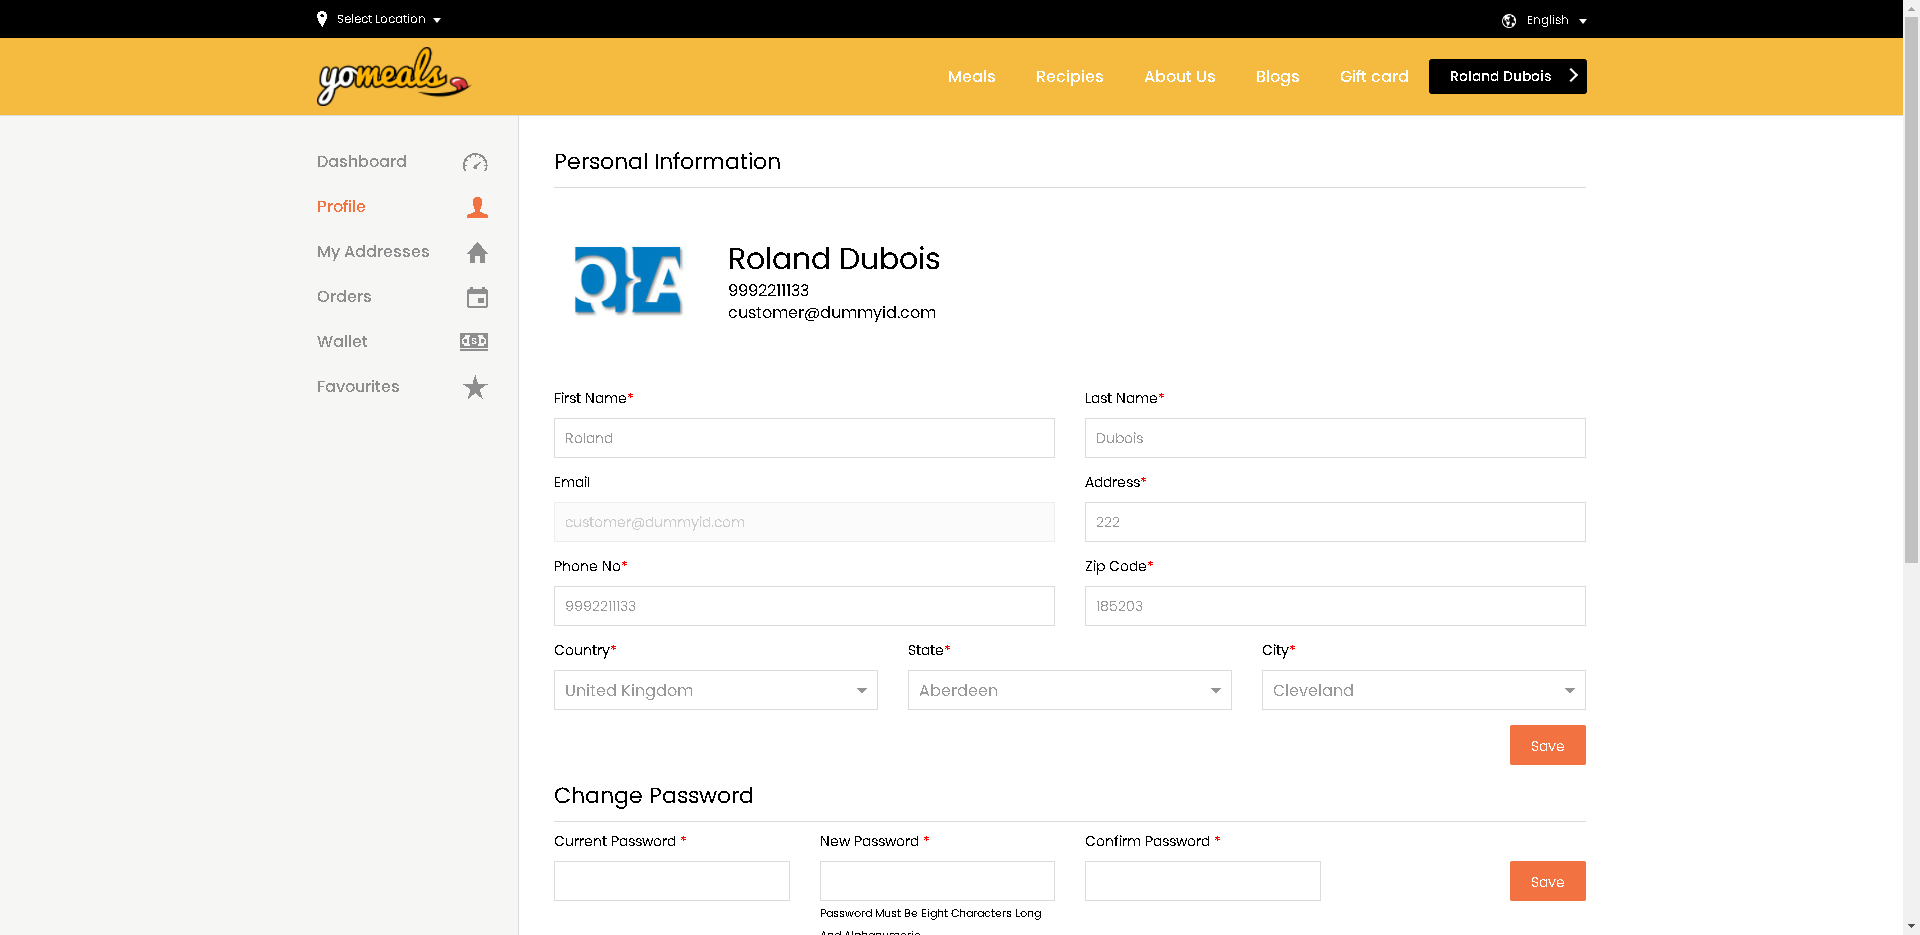 Select Location
English
yomeals
Meals Recipies About Us Blogs Gift card Roland Dubois
Dashboard
Profile
My Addresses
Orders
Wallet
Favourites
Personal Information
Q}A
Roland Dubois
9992211133
customer@dummyid.com
First Name* Last Name*
Roland Dubois
Email Address*
customer@dummyid.com 222
Phone No* Zip Code*
9992211133 185203
Country* State* City*
United Kingdom Aberdeen Cleveland
Save
Change Password
Current Password * New Password * Confirm Password *
Save
Password Must Be Eight Characters Long
And Alphanumeric